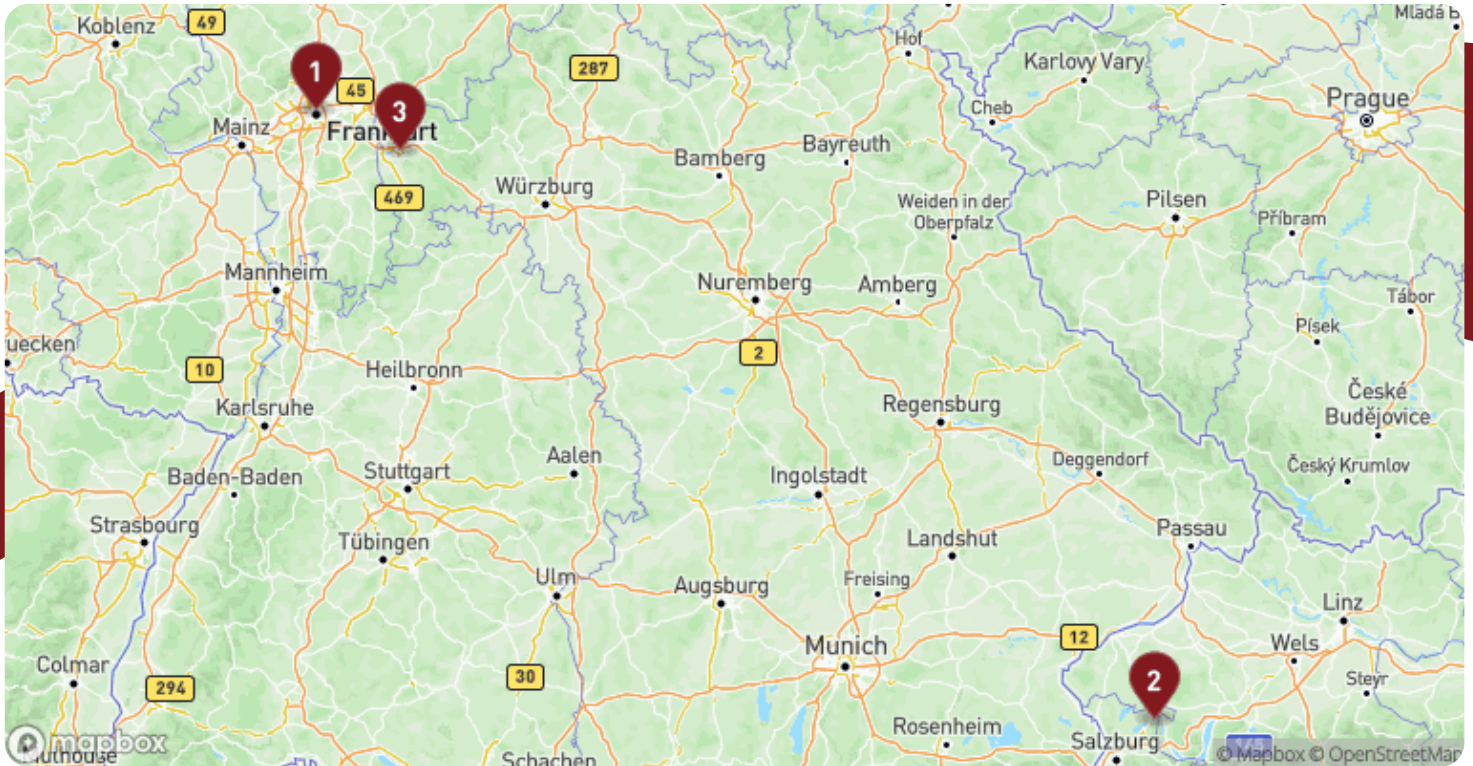 Koblenz
49
Hof
Mladá B
Karlovy Vary
287
1
45
Cheb
Prague
3
Mainz
Frankfurt
Bamberg
Bayreuth
Würzburg
469
Weiden in der
Oberpfalz
Pilsen
Příbram
Mannheim
Nuremberg
Amberg
Tábor
Písek
uecken
2
10
Heilbronn
České
Budějovice
Karlsruhe
Regensburg
Baden-Baden
Stuttgart
Aalen
Ingolstadt
Deggendorf
Český Krumlov
Strasbourg
Tübingen
Landshut
Passau
Ulm
Augsburg
Freising
Linz
Munich
12
Wels
Colmar
294
30
2
Steyr
Rosenheim
mapbox
Salzburg
Schachen
© Mapbox © OpenStreetMap